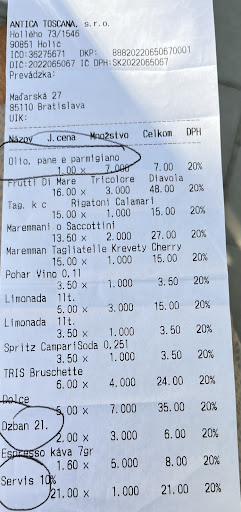 ANTICA TOSCANA, s.r.o.
Hollého 73/1546
90851 Holíč
IČO:36275671 DKP: 88820220650670001
DIČ:2022065067 IČ DPH:SK2022065067
Prevádzka:
Maďarská 27
85110 Bratislava
UIK:
Názov J.cena Množstvo Celkom DPH
Olio, pane e parmigiano
1.00 x 7.000 7.00 20%
Frutti Di Mare Tricolore Diavola
16.00 x 3.000 48.00 20%
Tag. k c Rigatoni Calamari
15.00 x 1.000 15.00 20%
Maremmani o Saccottini
13.50 x 2.000 27.00 20%
Maremman Tagliatelle Krevety Cherry
15.00 x 1.000 15.00 20%
Pohar Vino 0.1l
3.50 x 1.000 3.50 20%
Limonada 1lt.
5.00 x 3.000 15.00 20%
Limonada 1lt.
3.50 x 1.000 3.50 20%
Spritz CampariSoda 0,25l
3.50 x 1.000 3.50 20%
TRIS Bruschette
6.00 x 4.000 24.00 20%
Dolce
5.00 x 7.000 35.00 20%
Dzban 2l.
2.00 x 3.000 6.00 20%
Espresso káva 7gr
1.60 x 5.000 8.00 20%
Servis 10%
21.00 x 1.000 21.00 20%